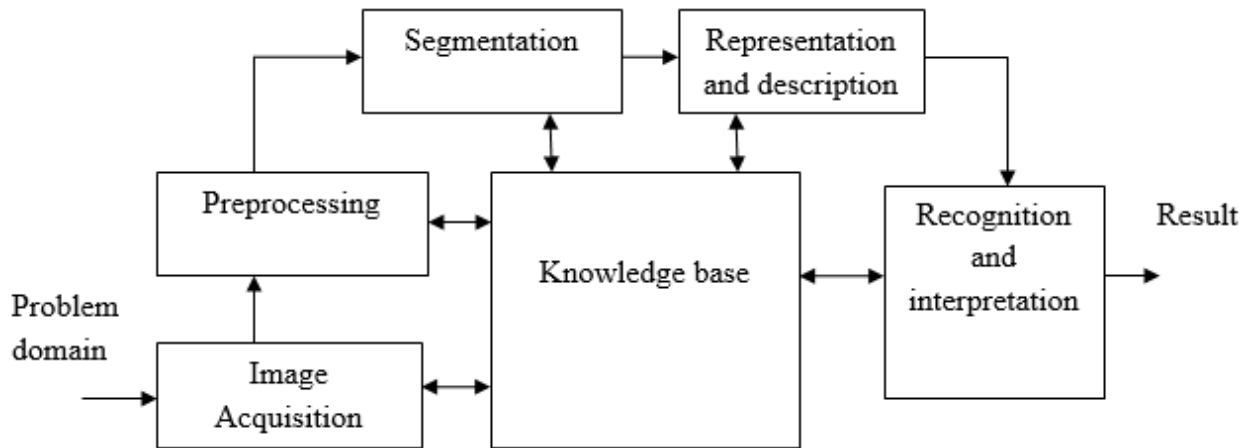 Segmentation
Representation
and description
Preprocessing
Knowledge base
Recognition
and
interpretation
Result
Problem
domain
Image
Acquisition